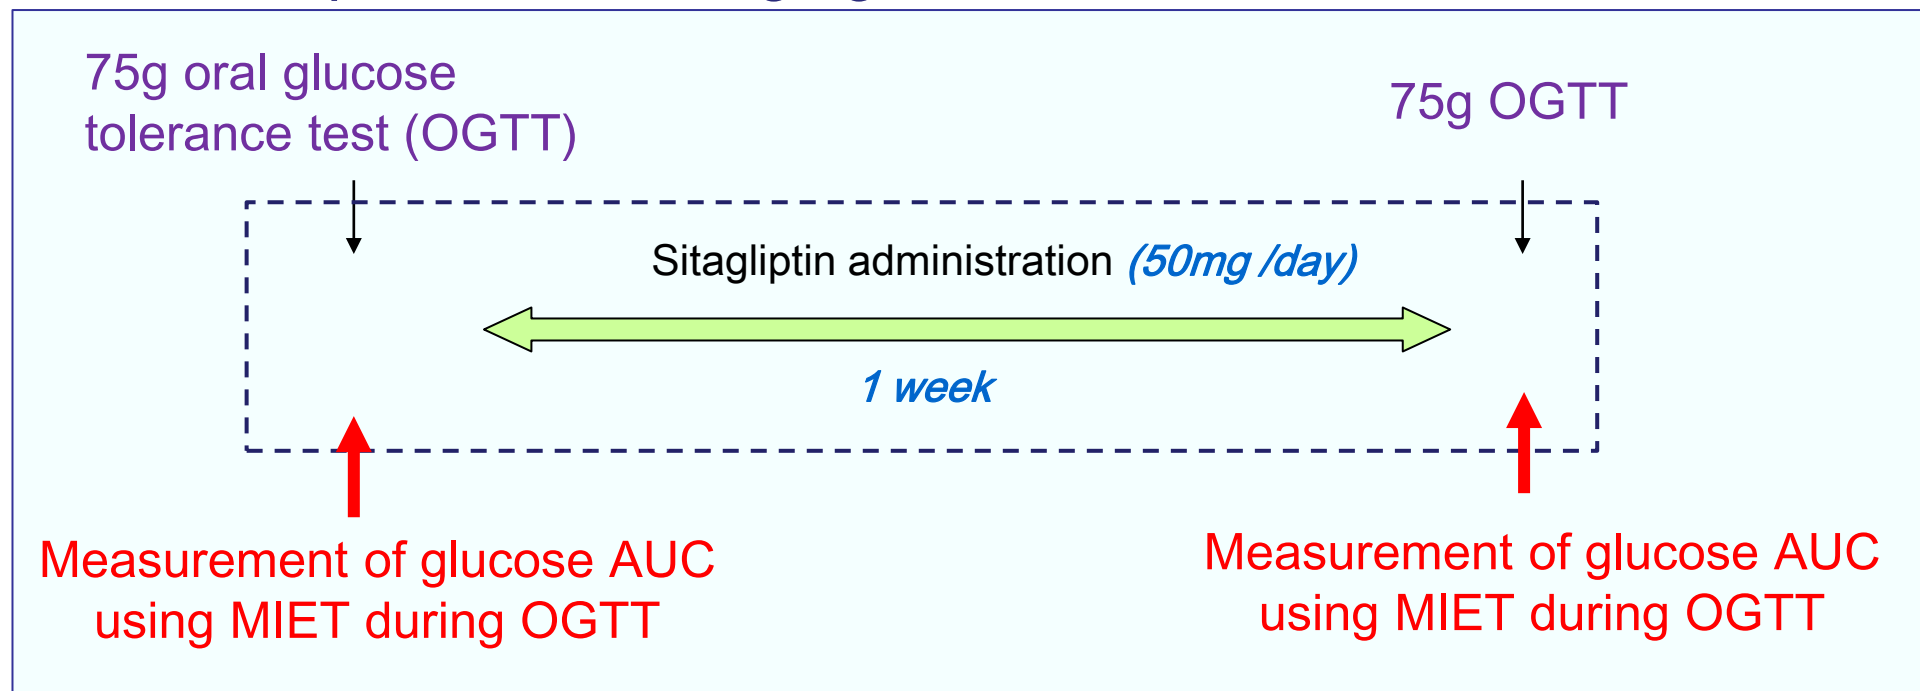 75g oral glucose
tolerance test (OGTT)
75g OGTT
Sitagliptin administration (50mg /day)
1 week
Measurement of glucose AUC
using MIET during OGTT
Measurement of glucose AUC
using MIET during OGTT